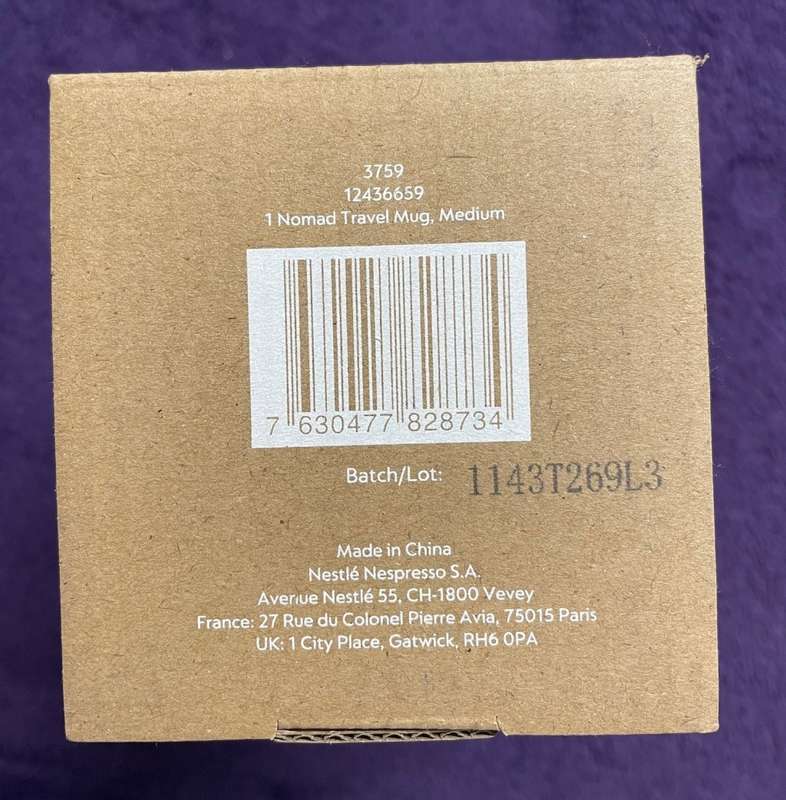 3759
12436659
1 Nomad Travel Mug, Medium
7 630477 828734
Batch/Lot: 1143T269L3
Made in China
Nestlé Nespresso S.A.
Avenue Nestlé 55, CH-1800 Vevey
France: 27 Rue du Colonel Pierre Avia, 75015 Paris
UK: 1 City Place, Gatwick, RH6 0PA